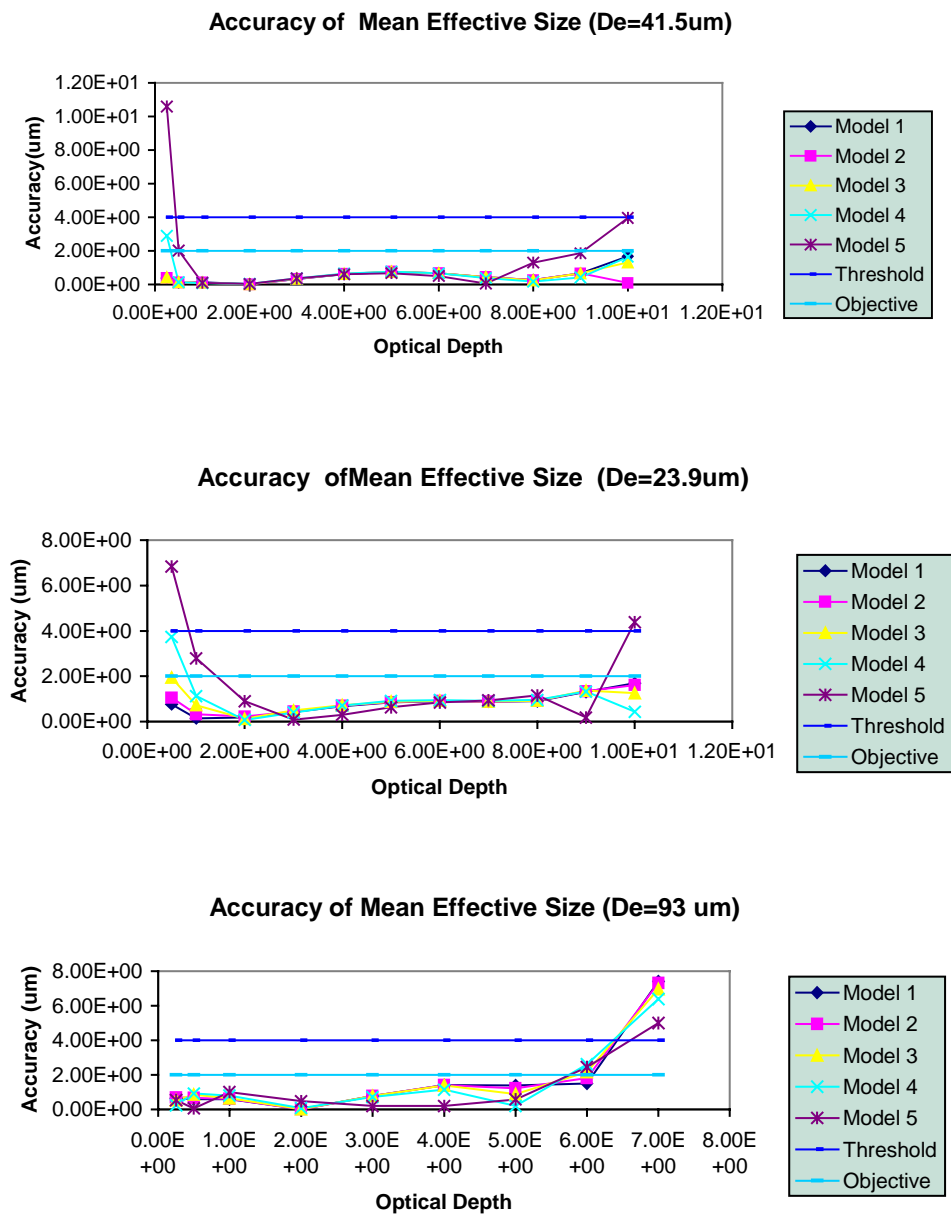 Accuracy of  Mean Effective Size (De=41.5um)
1.20E+01
1.00E+01
8.00E+00
6.00E+00
4.00E+00
2.00E+00
0.00E+00
Accuracy(um)
0.00E+00 2.00E+00 4.00E+00 6.00E+00 8.00E+00 1.00E+01 1.20E+01
Optical Depth
Model 1
Model 2
Model 3
Model 4
Model 5
Threshold
Objective
Accuracy  ofMean Effective Size  (De=23.9um)
8.00E+00
6.00E+00
4.00E+00
2.00E+00
0.00E+00
Accuracy (um)
0.00E+00 2.00E+00 4.00E+00 6.00E+00 8.00E+00 1.00E+01 1.20E+01
Optical Depth
Model 1
Model 2
Model 3
Model 4
Model 5
Threshold
Objective
Accuracy of Mean Effective Size (De=93 um)
8.00E+00
6.00E+00
4.00E+00
2.00E+00
0.00E+00
Accuracy (um)
0.00E 1.00E 2.00E 3.00E 4.00E 5.00E 6.00E 7.00E 8.00E
+00 +00 +00 +00 +00 +00 +00 +00 +00
Optical Depth
Model 1
Model 2
Model 3
Model 4
Model 5
Threshold
Objective